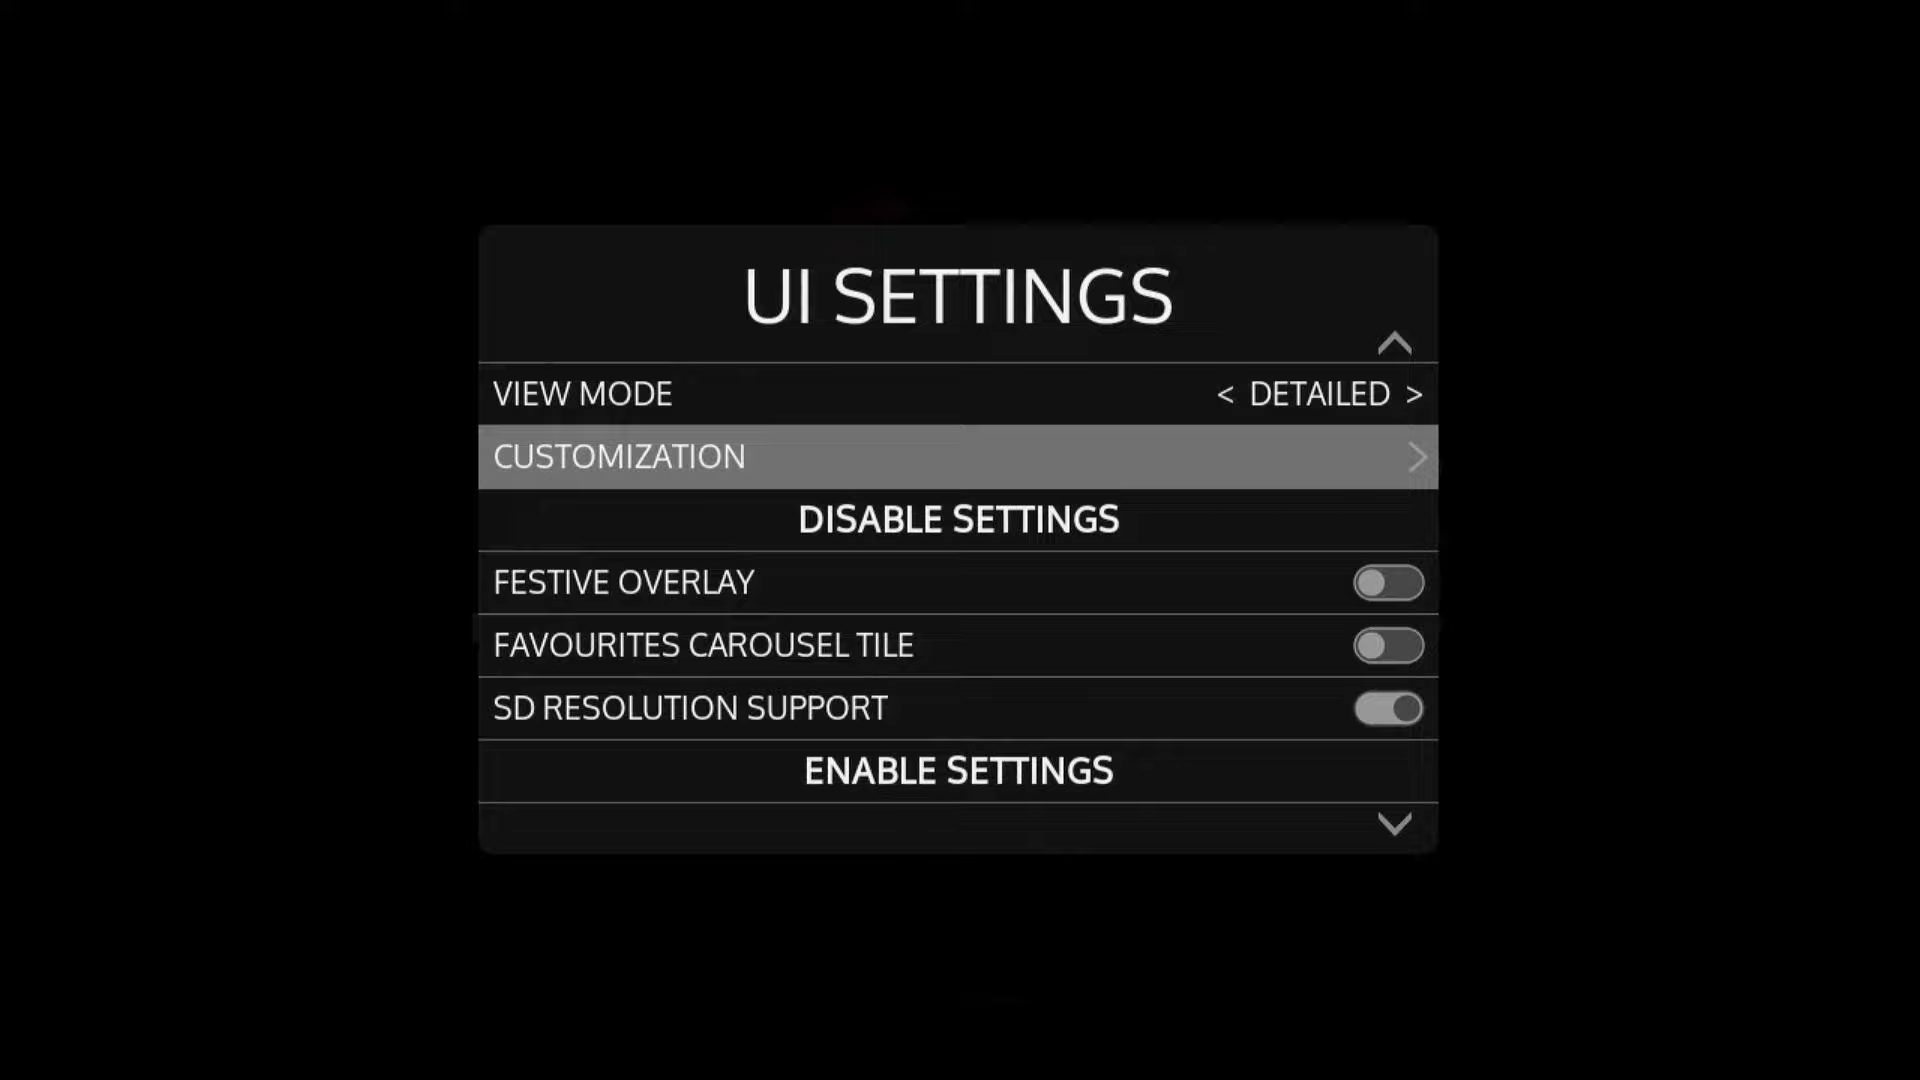 UI SETTINGS
VIEW MODE < DETAILED >
CUSTOMIZATION
DISABLE SETTINGS
FESTIVE OVERLAY
FAVOURITES CAROUSEL TILE
SD RESOLUTION SUPPORT
ENABLE SETTINGS